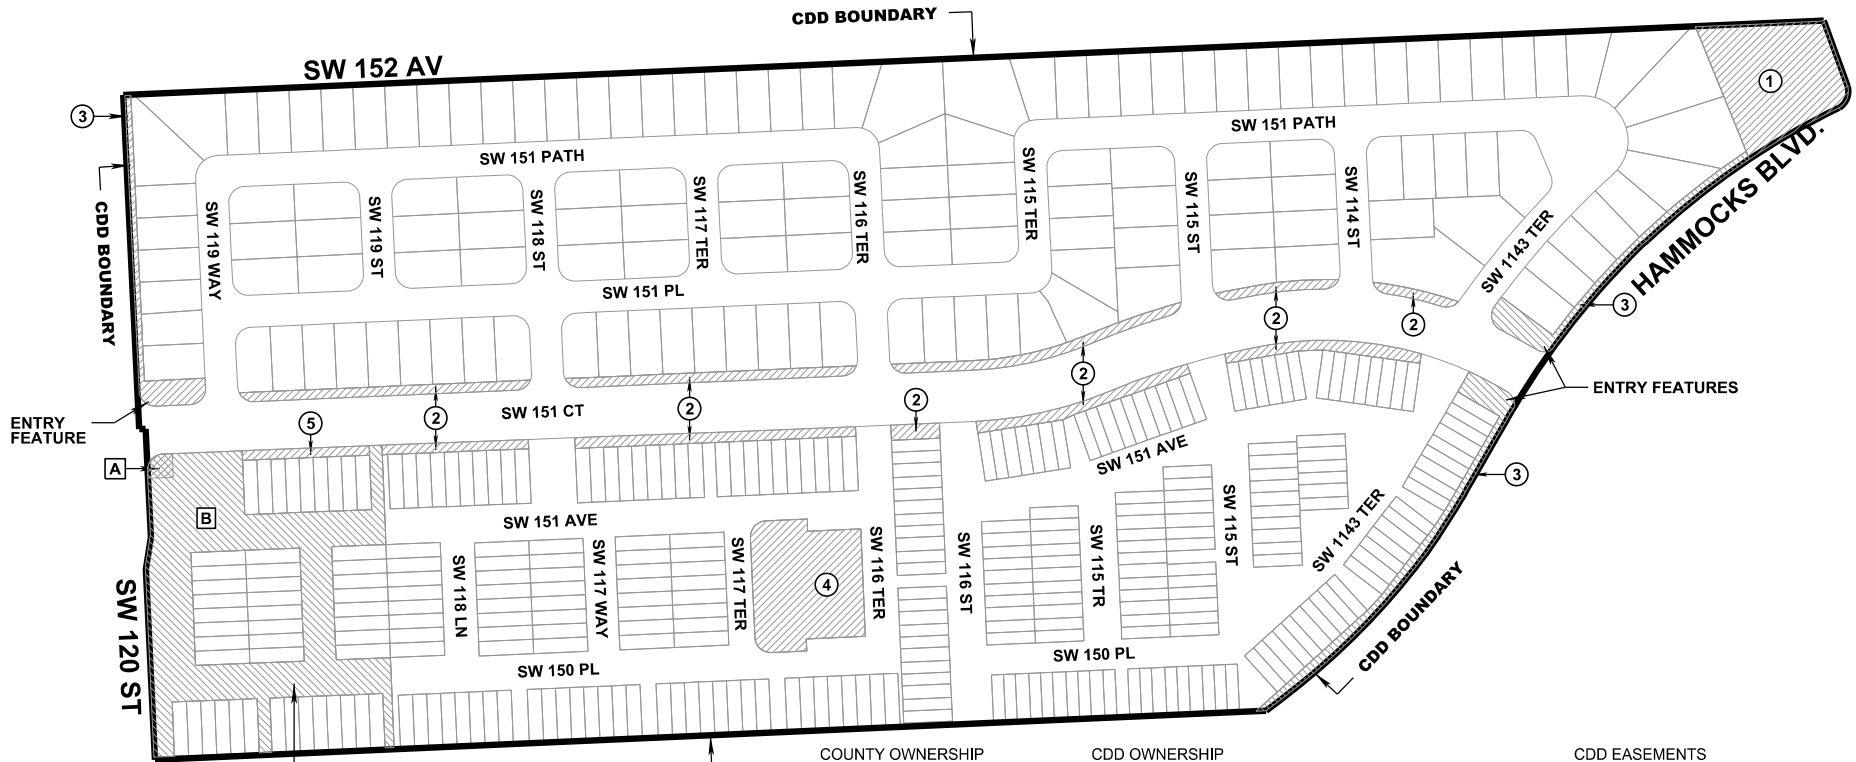 CDD BOUNDARY
SW 152 AV
1
3
SW 151 PATH
SW 151 PATH
HAMMOCKS BLVD.
CDD BOUNDARY
SW 119 WAY
SW 119 ST
SW 118 ST
SW 117 TER
SW 116 TER
SW 115 TER
SW 115 ST
SW 114 ST
SW 1143 TER
SW 151 PL
3
2
2
2
2
2
2
ENTRY FEATURES
ENTRY
FEATURE
5
SW 151 CT
A
B
SW 151 AVE
3
SW 151 AVE
SW 118 LN
SW 117 WAY
SW 117 TER
4
SW 116 TER
SW 116 ST
SW 115 TR
SW 115 ST
SW 1143 TER
SW 120 ST
SW 150 PL
SW 150 PL
CDD BOUNDARY
COUNTY OWNERSHIP
CDD OWNERSHIP
CDD EASEMENTS